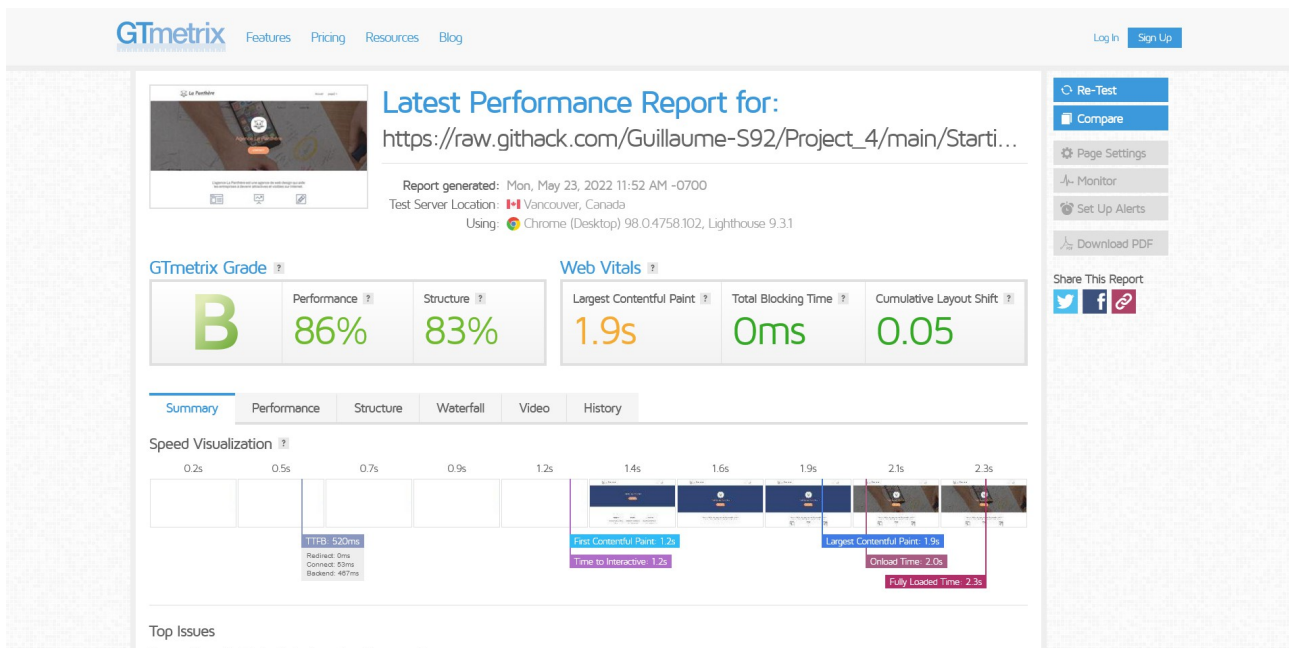 GTmetrix Features Pricing Resources Blog Log In Sign Up
La Panthère
Latest Performance Report for:
https://raw.githack.com/Guillaume-S92/Project_4/main/Starti...
Report generated: Mon, May 23, 2022 11:52 AM -0700
Test Server Location: Vancouver, Canada
Using: Chrome (Desktop) 98.0.4758.102, Lighthouse 9.3.1
Re-Test
Compare
Page Settings
Monitor
Set Up Alerts
Download PDF
Share This Report
GTmetrix Grade ?
B
Performance ?
86%
Structure ?
83%
Web Vitals ?
Largest Contentful Paint ?
1.9s
Total Blocking Time ?
0ms
Cumulative Layout Shift ?
0.05
Summary Performance Structure Waterfall Video History
Speed Visualization ?
0.2s 0.5s 0.7s 0.9s 1.2s 1.4s 1.6s 1.9s 2.1s 2.3s
TTFB: 520ms
Redirect: 0ms
Connect: 53ms
Backend: 467ms
First Contentful Paint: 1.2s
Time to Interactive: 1.2s
Largest Contentful Paint: 1.9s
Onload Time: 2.0s
Fully Loaded Time: 2.3s
Top Issues